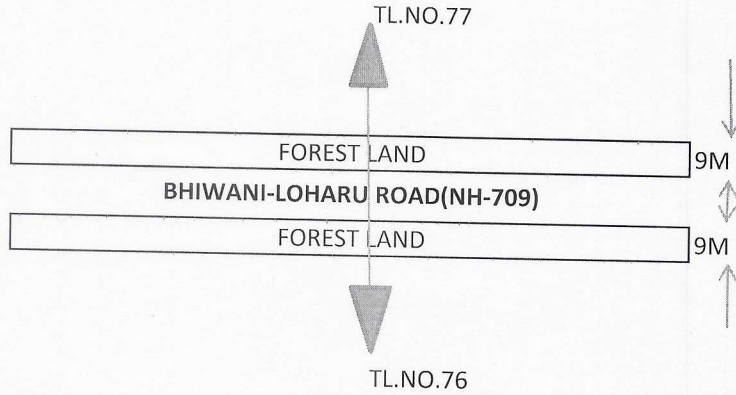 TL.NO.77
FOREST LAND
9M
BHIWANI-LOHARU ROAD(NH-709)
FOREST LAND
9M
TL.NO.76